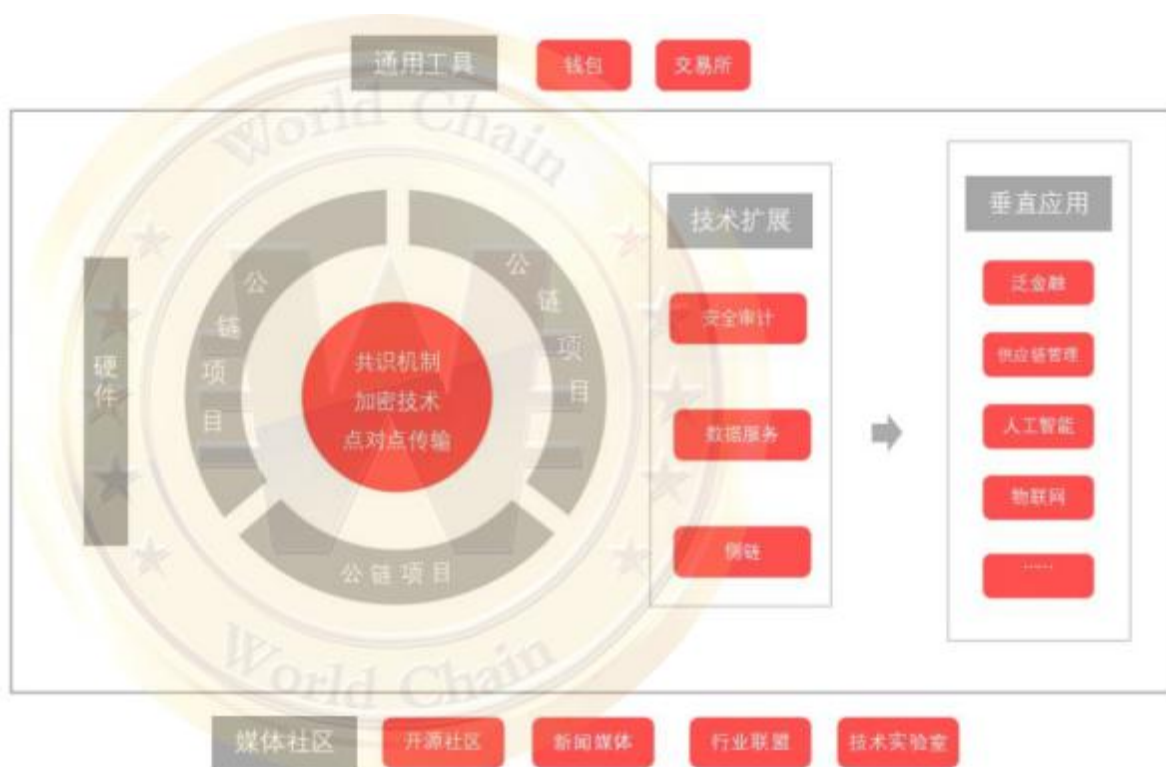 通用工具
钱包
交易所
World Chain
硬件
公链项目
公链项目
公链项目
共识机制
加密技术
点对点传输
技术扩展
安全审计
数据服务
侧链
垂直应用
泛金融
供应链管理
人工智能
物联网
……
World Chain
媒体社区
开源社区
新闻媒体
行业联盟
技术实验室